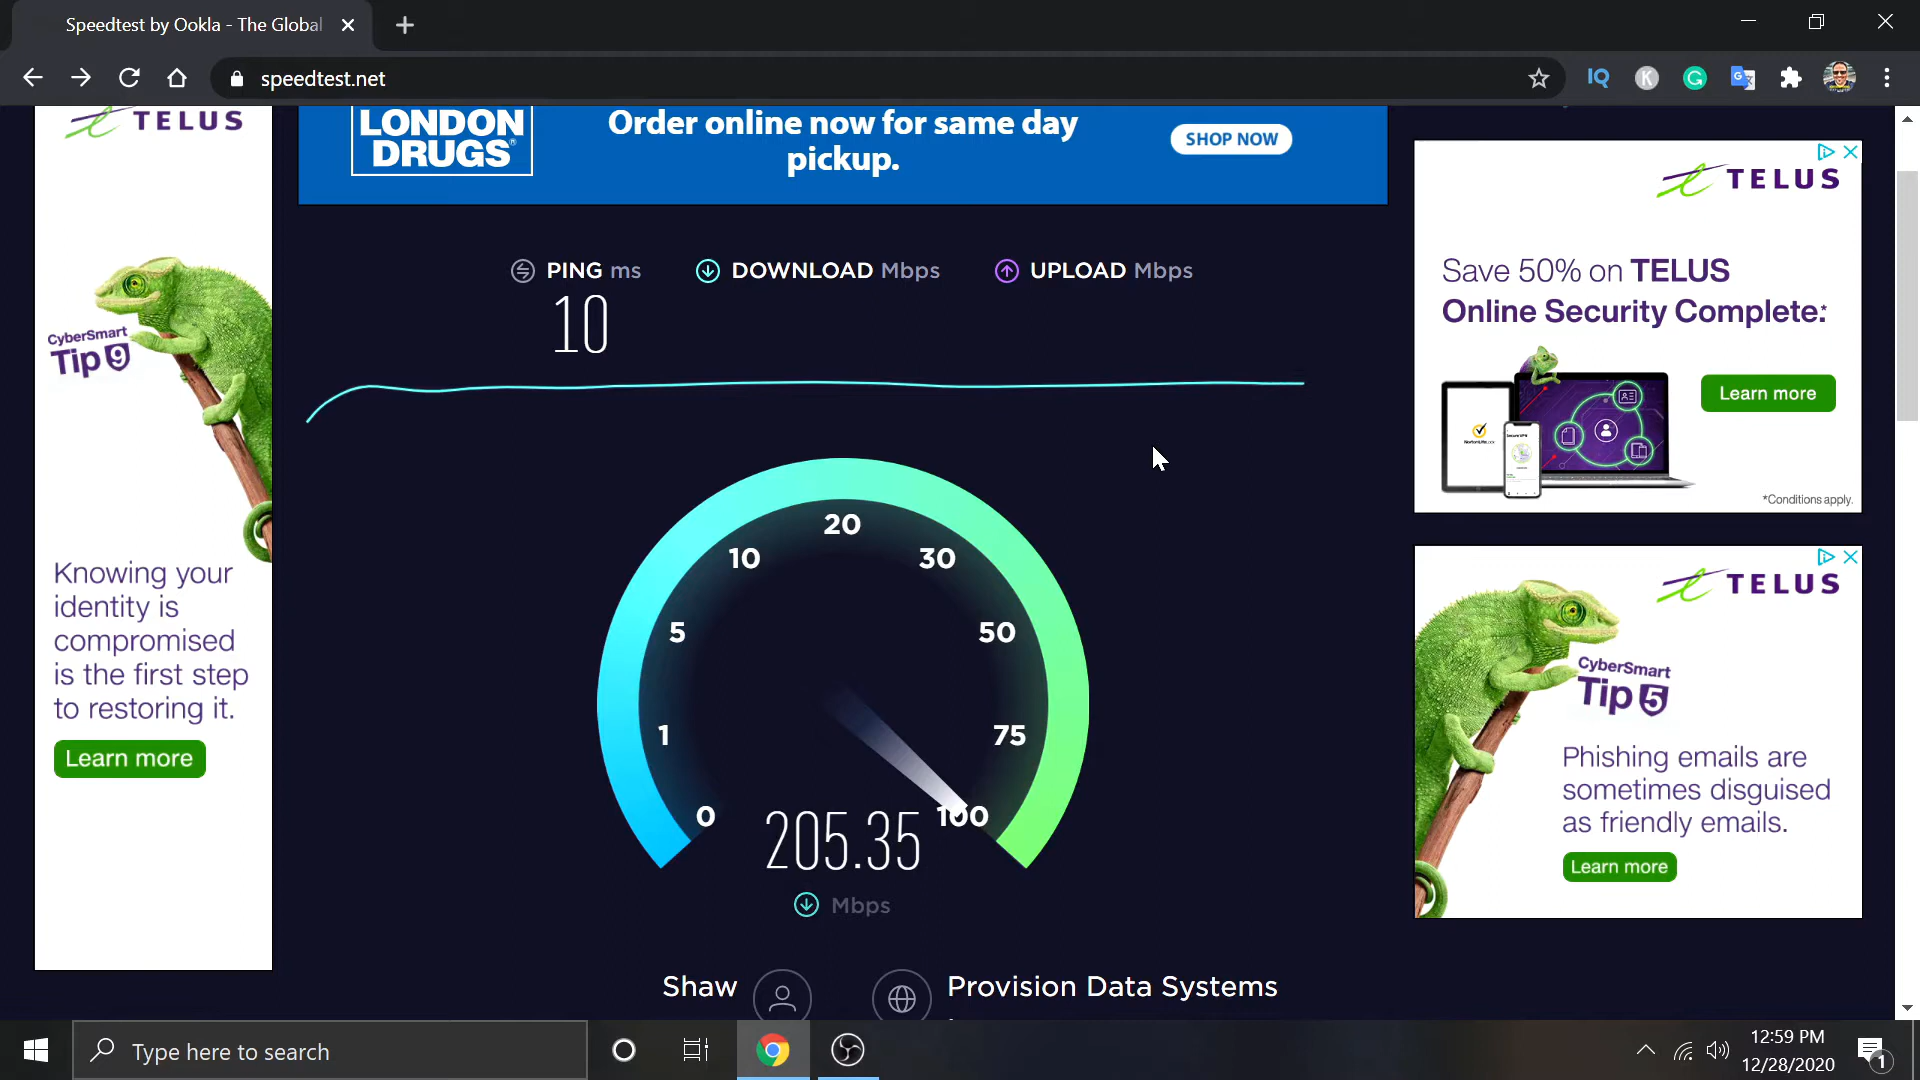 Speedtest by Ookla - The Global
speedtest.net
IQ
K
G
TELUS
CyberSmart
Tip 9
Knowing your
identity is
compromised
is the first step
to restoring it.
Learn more
LONDON
DRUGS
Order online now for same day
pickup.
SHOP NOW
PING ms
10
DOWNLOAD Mbps
UPLOAD Mbps
0
1
5
10
20
30
50
75
100
205.35
Mbps
Shaw
Provision Data Systems
TELUS
Save 50% on TELUS
Online Security Complete.*
Learn more
*Conditions apply.
TELUS
CyberSmart
Tip 5
Phishing emails are
sometimes disguised
as friendly emails.
Learn more
Type here to search
12:59 PM
12/28/2020
1